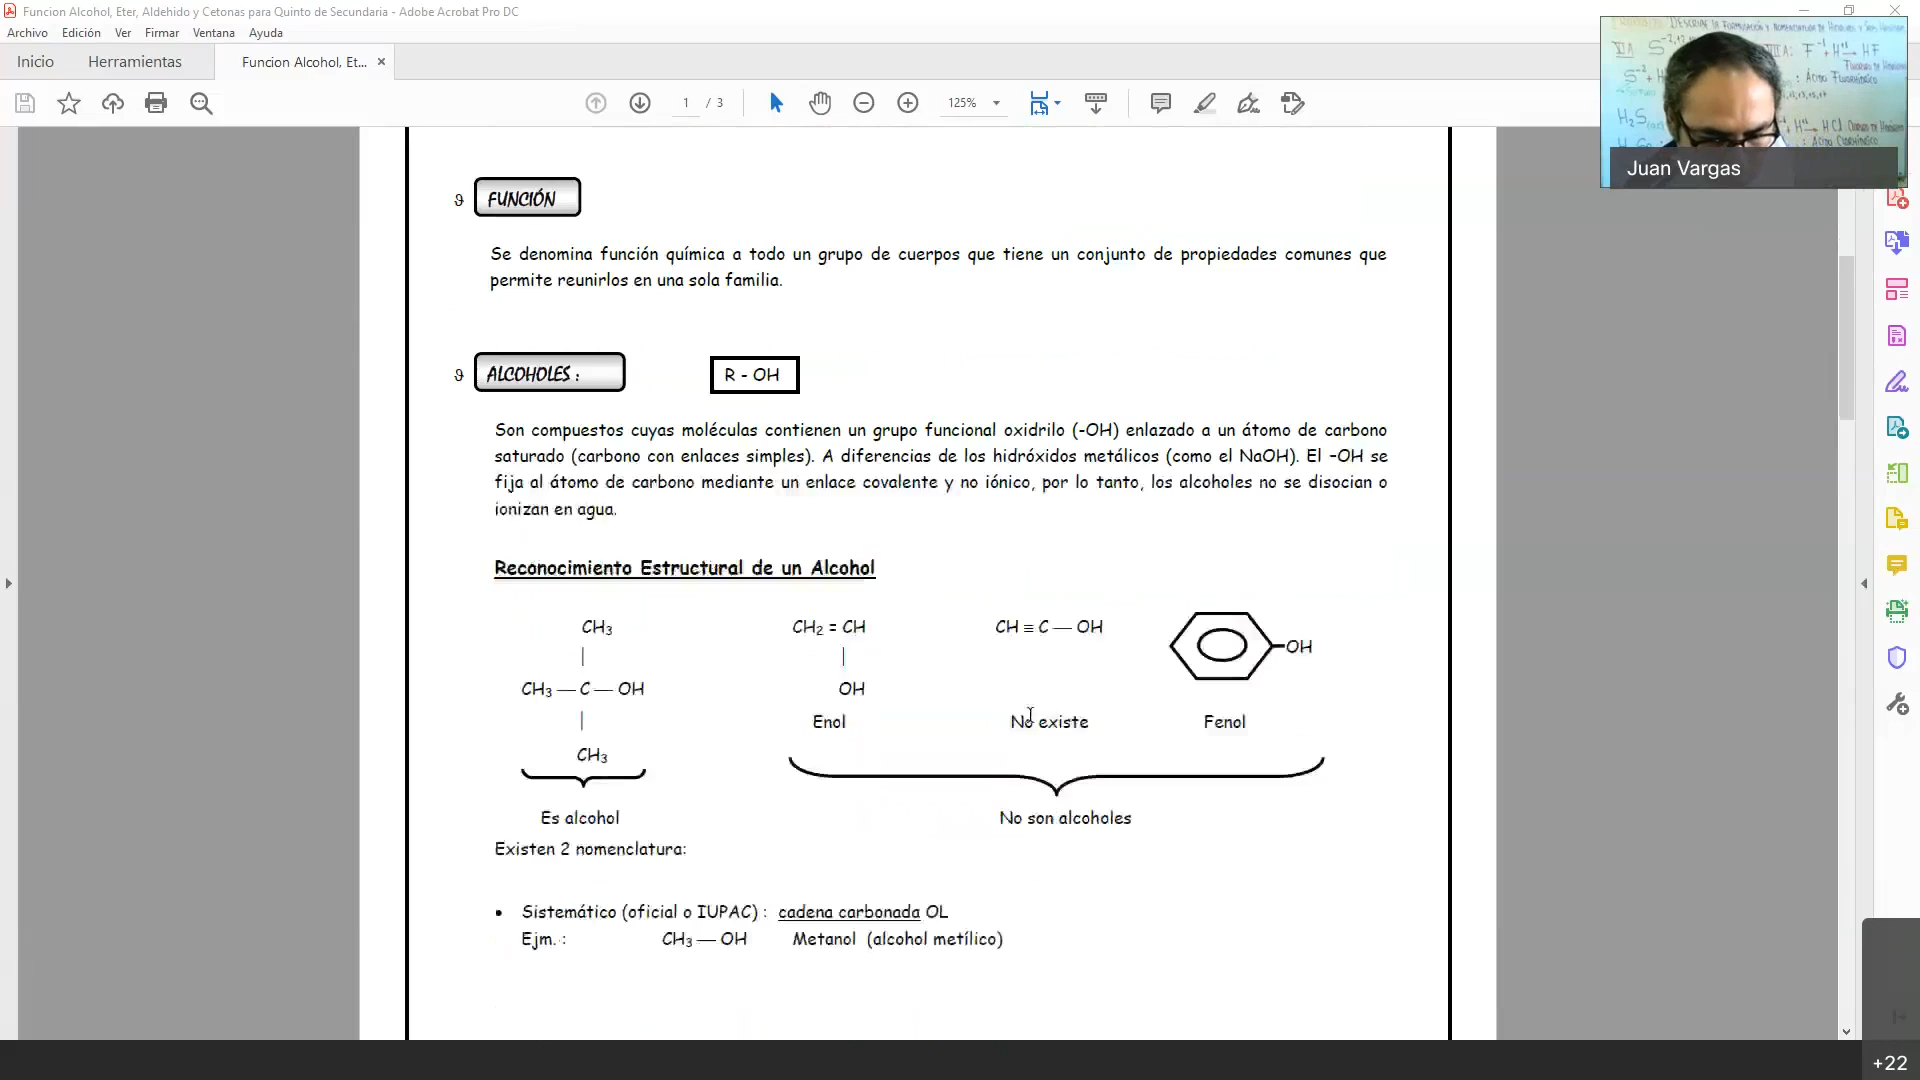 Funcion Alcohol, Eter, Aldehido y Cetonas para Quinto de Secundaria - Adobe Acrobat Pro DC
Archivo Edición Ver Firmar Ventana Ayuda
Inicio Herramientas Funcion Alcohol, Et... ×
1 / 3 125%
Juan Vargas
H₂S
FUNCIÓN
Se denomina función química a todo un grupo de cuerpos que tiene un conjunto de propiedades comunes que
permite reunirlos en una sola familia.
ALCOHOLES :
R - OH
Son compuestos cuyas moléculas contienen un grupo funcional oxidrilo (-OH) enlazado a un átomo de carbono
saturado (carbono con enlaces simples). A diferencias de los hidróxidos metálicos (como el NaOH). El –OH se
fija al átomo de carbono mediante un enlace covalente y no iónico, por lo tanto, los alcoholes no se disocian o
ionizan en agua.
Reconocimiento Estructural de un Alcohol
CH₃ CH₂ = CH CH ≡ C — OH
| | -OH
CH₃ — C — OH OH
| Enol No existe Fenol
CH₃
Es alcohol No son alcoholes
Existen 2 nomenclatura:
• Sistemático (oficial o IUPAC) : cadena carbonada OL
Ejm. : CH₃ — OH Metanol (alcohol metílico)
+22